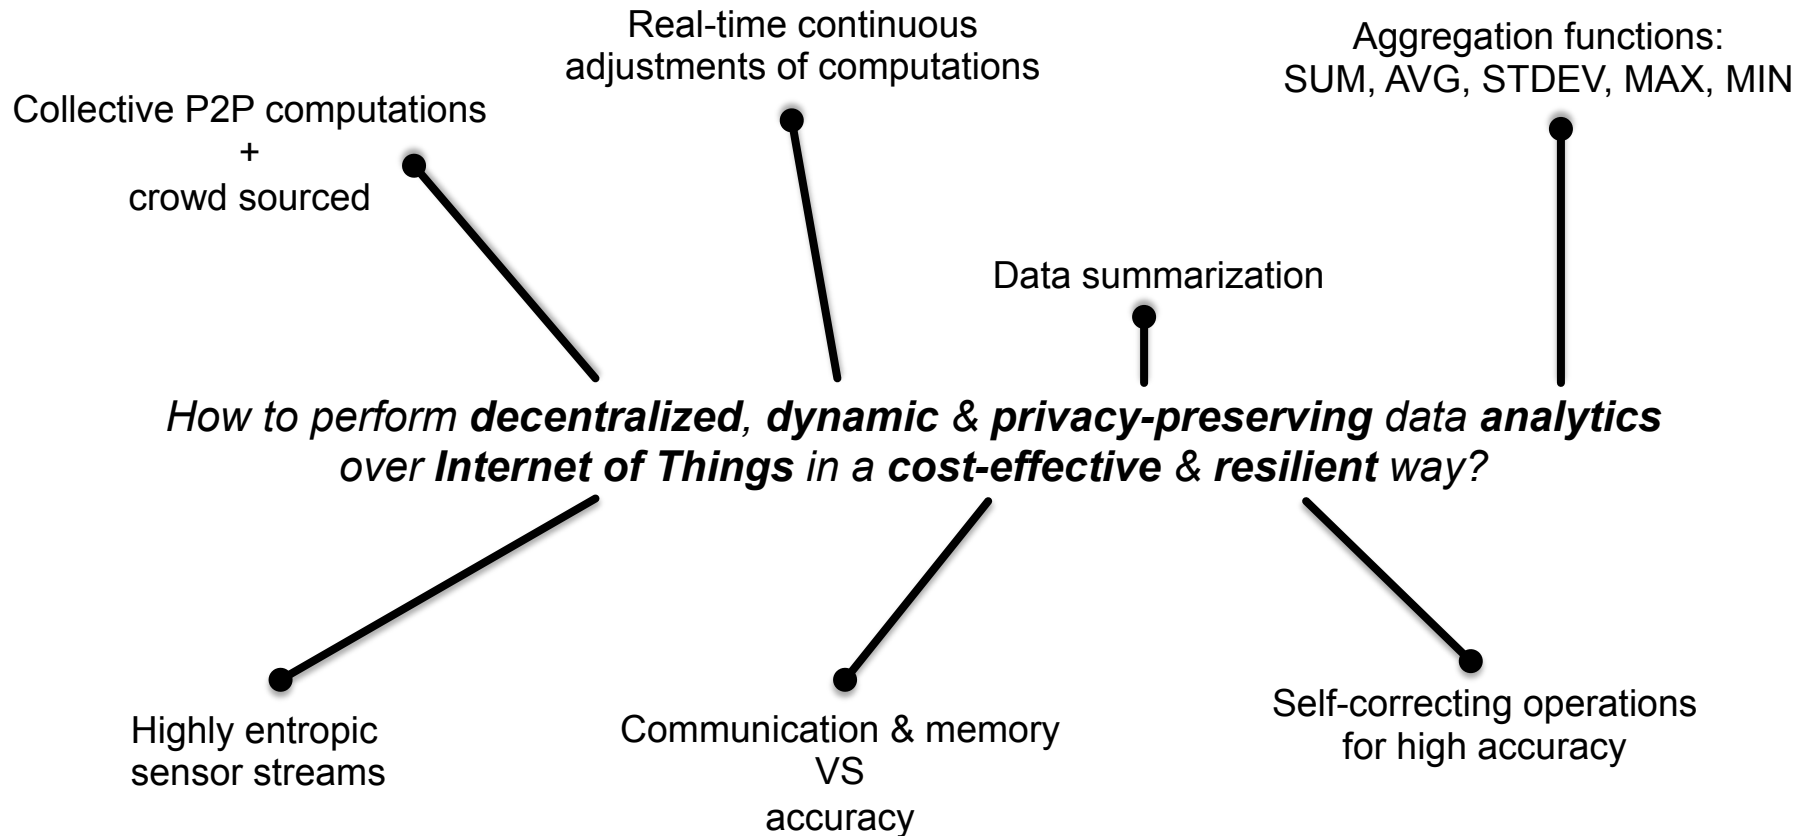 Real-time continuous
adjustments of computations
Aggregation functions:
SUM, AVG, STDEV, MAX, MIN
Collective P2P computations
+
crowd sourced
Data summarization
How to perform decentralized, dynamic & privacy-preserving data analytics
over Internet of Things in a cost-effective & resilient way?
Highly entropic
sensor streams
Communication & memory
VS
accuracy
Self-correcting operations
for high accuracy